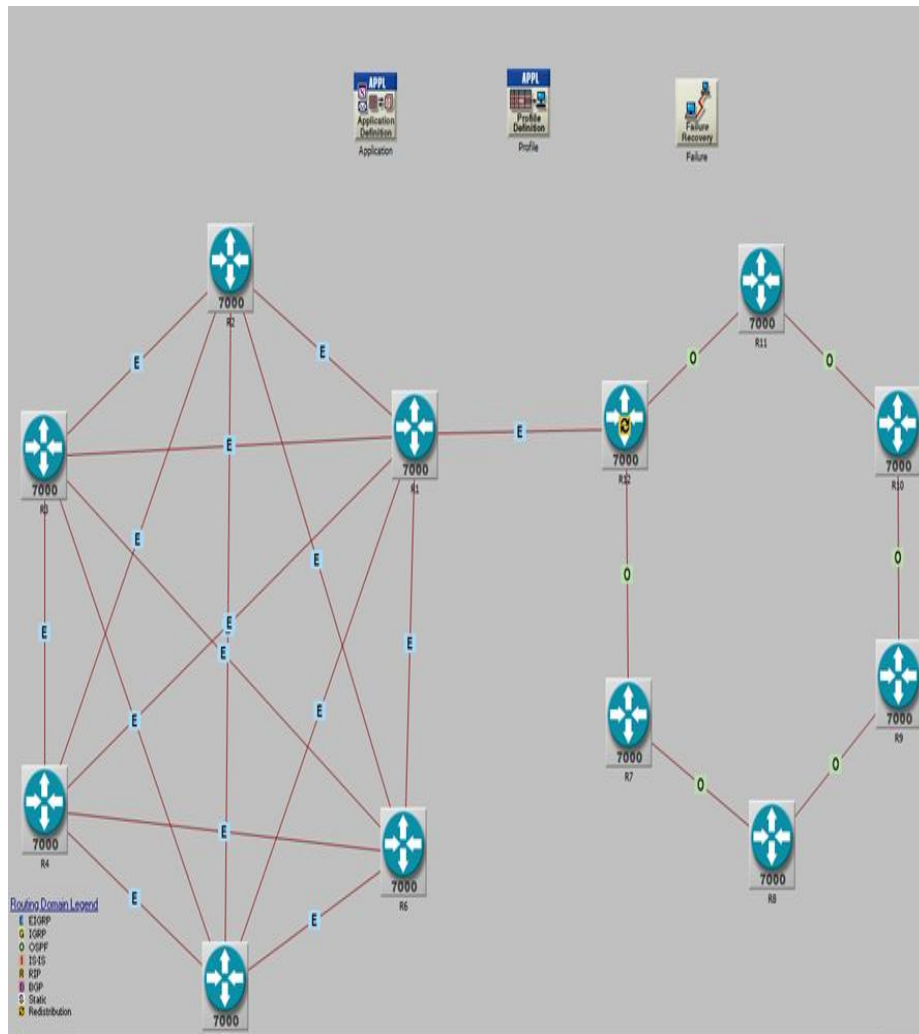 APPL
Application
Definition
Application
APPL
Profile
Definition
Profile
Failure
Recovery
Failure
7000
R2
7000
R11
E
E
O
O
7000
R3
E
7000
R1
E
7000
R12
7000
R10
E
E
O
O
E
E
E
E
E
E
7000
R7
7000
R9
O
O
7000
R4
E
7000
R6
7000
R8
E
E
7000
Routing Domain Legend
E EIGRP
G IGRP
O OSPF
I IS-IS
R RIP
B BGP
S Static
Redistribution